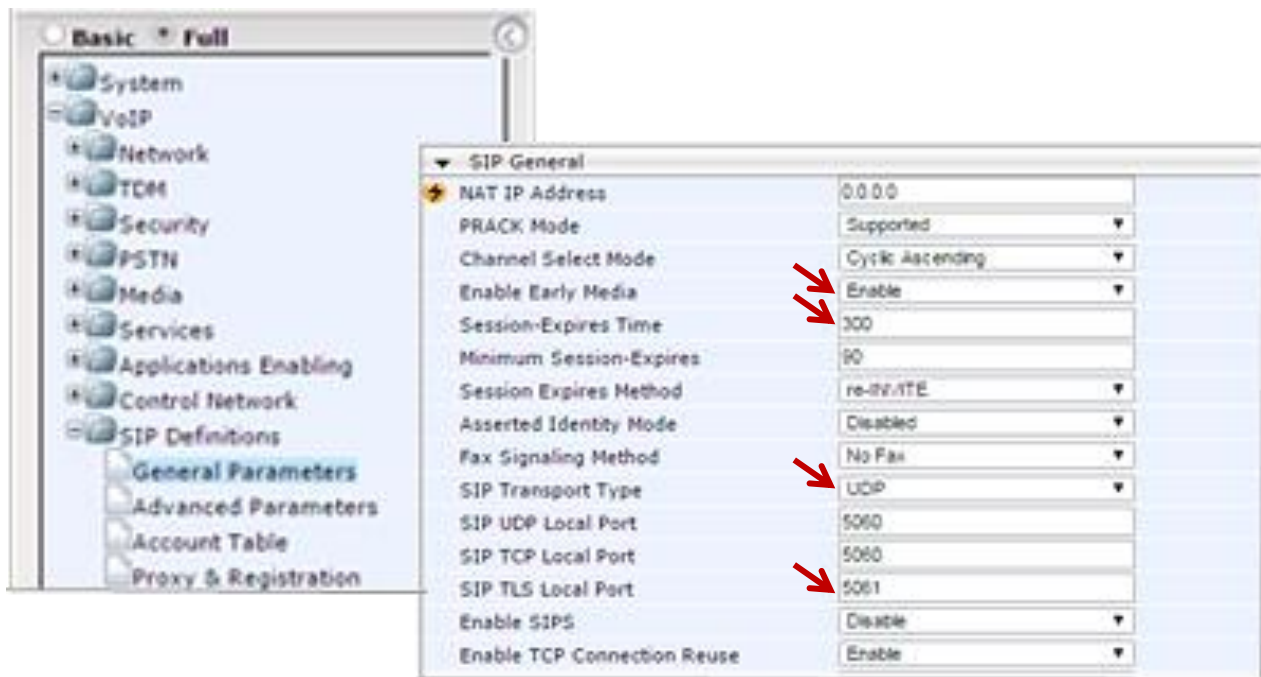 Basic Full
System
VoIP
Network
TDM
Security
PSTN
Media
Services
Applications Enabling
Control Network
SIP Definitions
General Parameters
Advanced Parameters
Account Table
Proxy & Registration
SIP General
NAT IP Address 0.0.0.0
PRACK Mode Supported
Channel Select Mode Cyclic Ascending
Enable Early Media Enable
Session-Expires Time 300
Minimum Session-Expires 90
Session Expires Method re-INVITE
Asserted Identity Mode Disabled
Fax Signaling Method No Fax
SIP Transport Type UDP
SIP UDP Local Port 5060
SIP TCP Local Port 5060
SIP TLS Local Port 5061
Enable SIPS Disable
Enable TCP Connection Reuse Enable